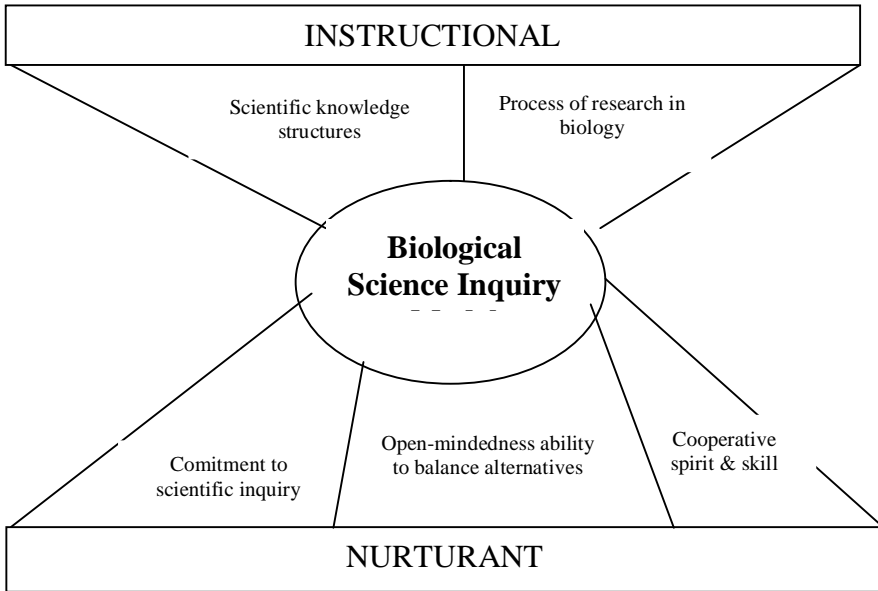 INSTRUCTIONAL
Scientific knowledge
structures
Process of research in
biology
Biological
Science Inquiry
Comitment to
scientific inquiry
Open-mindedness ability
to balance alternatives
Cooperative
spirit & skill
NURTURANT